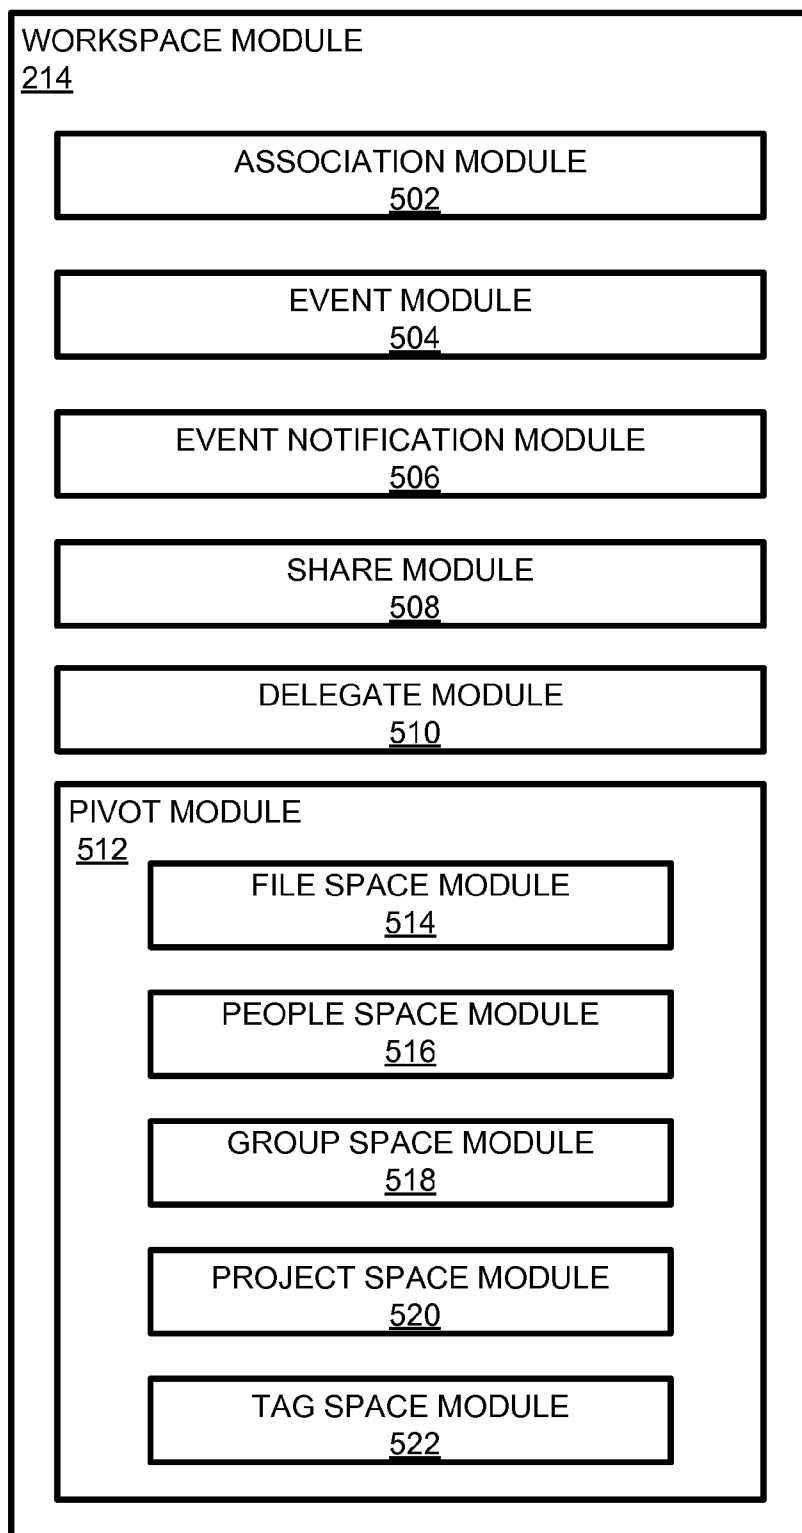 WORKSPACE MODULE
214
ASSOCIATION MODULE
502
EVENT MODULE
504
EVENT NOTIFICATION MODULE
506
SHARE MODULE
508
DELEGATE MODULE
510
PIVOT MODULE
512
FILE SPACE MODULE
514
PEOPLE SPACE MODULE
516
GROUP SPACE MODULE
518
PROJECT SPACE MODULE
520
TAG SPACE MODULE
522